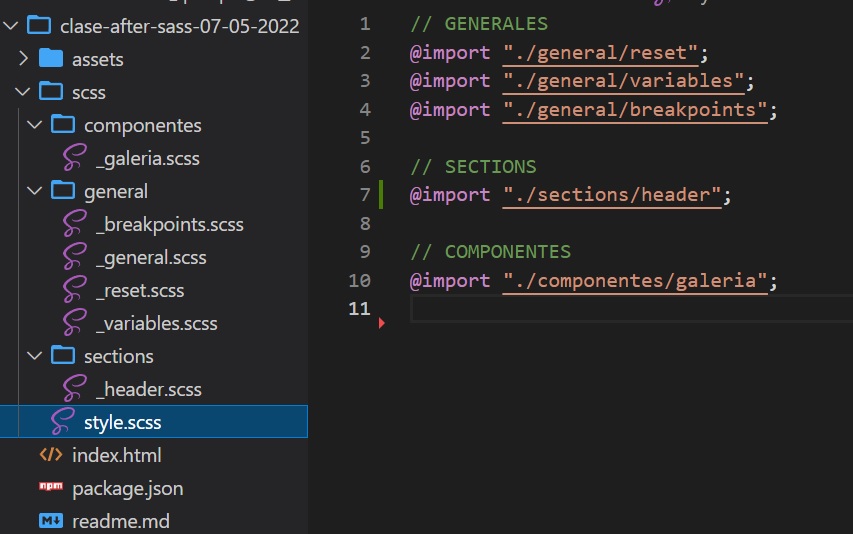 clase-after-sass-07-05-2022
assets
scss
componentes
_galeria.scss
general
_breakpoints.scss
_general.scss
_reset.scss
_variables.scss
sections
_header.scss
style.scss
</> index.html
npm package.json
M↓ readme.md
1 // GENERALES
2 @import "./general/reset";
3 @import "./general/variables";
4 @import "./general/breakpoints";
5
6 // SECTIONS
7 @import "./sections/header";
8
9 // COMPONENTES
10 @import "./componentes/galeria";
11